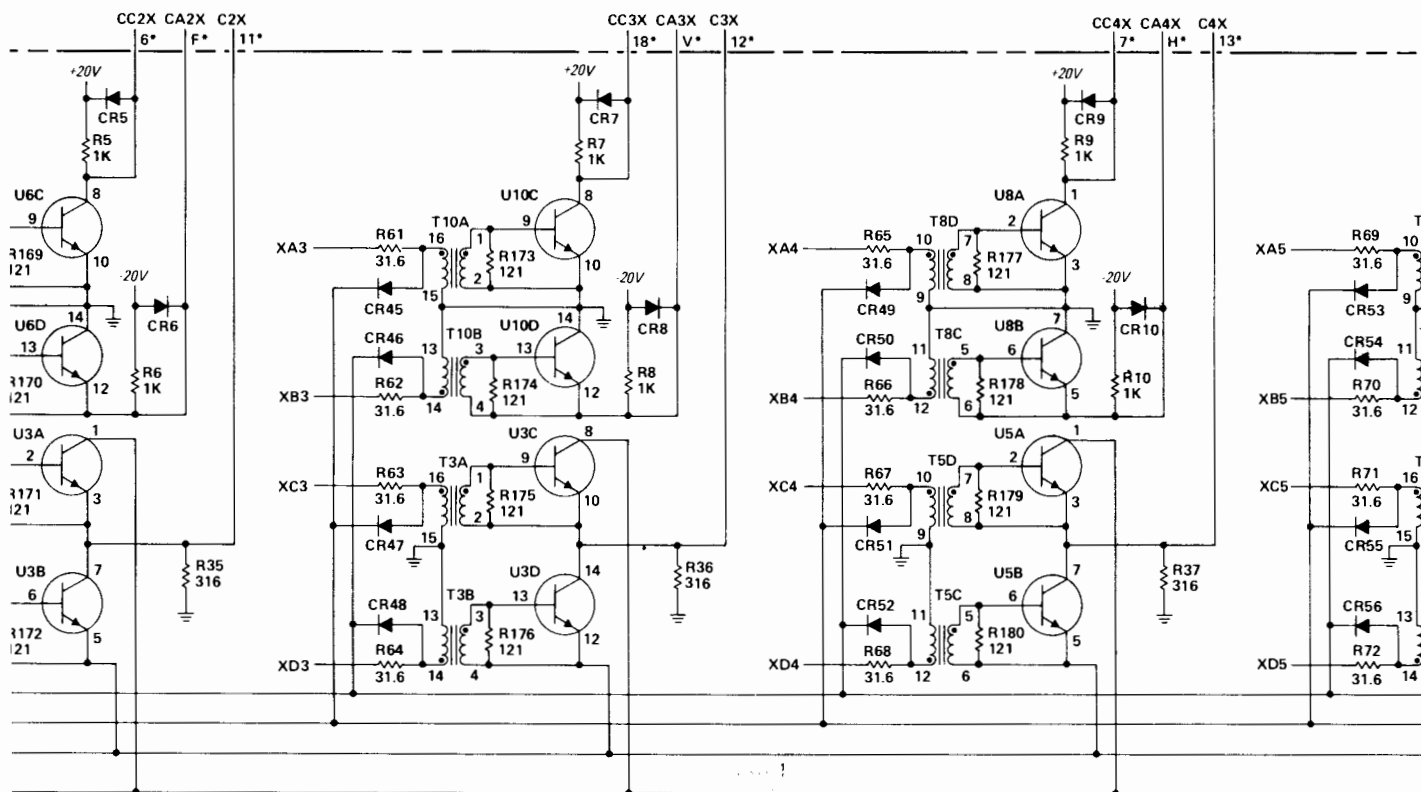 CC2X CA2X C2X
6* F* 11*
+20V
CR5
R5
1K
8
U6C
9
R169
121
10
-20V
14
CR6
U6D
13
R6
1K
R170
121
12
U3A
1
2
R171
121
3
R35
316
U3B
7
6
R172
121
5
CC3X CA3X C3X
18* V* 12*
+20V
CR7
R7
1K
8
U10C
T10A
9
XA3
R61
31.6
16
1
R173
121
2
10
15
CR45
-20V
CR8
CR46
T10B
U10D
14
13
3
13
R174
121
R8
1K
12
XB3
R62
31.6
14
4
U3C
8
T3A
9
XC3
R63
31.6
16
1
R175
121
2
10
CR47
15
R36
316
U3D
14
CR48
T3B
13
3
13
R176
121
12
XD3
R64
31.6
14
4
CC4X CA4X C4X
7* H* 13*
+20V
CR9
R9
1K
1
U8A
T8D
2
XA4
R65
31.6
10
7
R177
121
8
3
9
CR49
-20V
CR10
CR50
T8C
U8B
7
11
5
6
R178
121
R10
1K
5
XB4
R66
31.6
12
6
U5A
1
T5D
2
XC4
R67
31.6
10
7
R179
121
8
3
CR51
9
R37
316
U5B
7
CR52
T5C
11
5
6
R180
121
5
XD4
R68
31.6
12
6
T
XA5
R69
31.6
10
9
CR53
CR54
11
XB5
R70
31.6
12
T
XC5
R71
31.6
16
CR55
15
CR56
13
XD5
R72
31.6
14